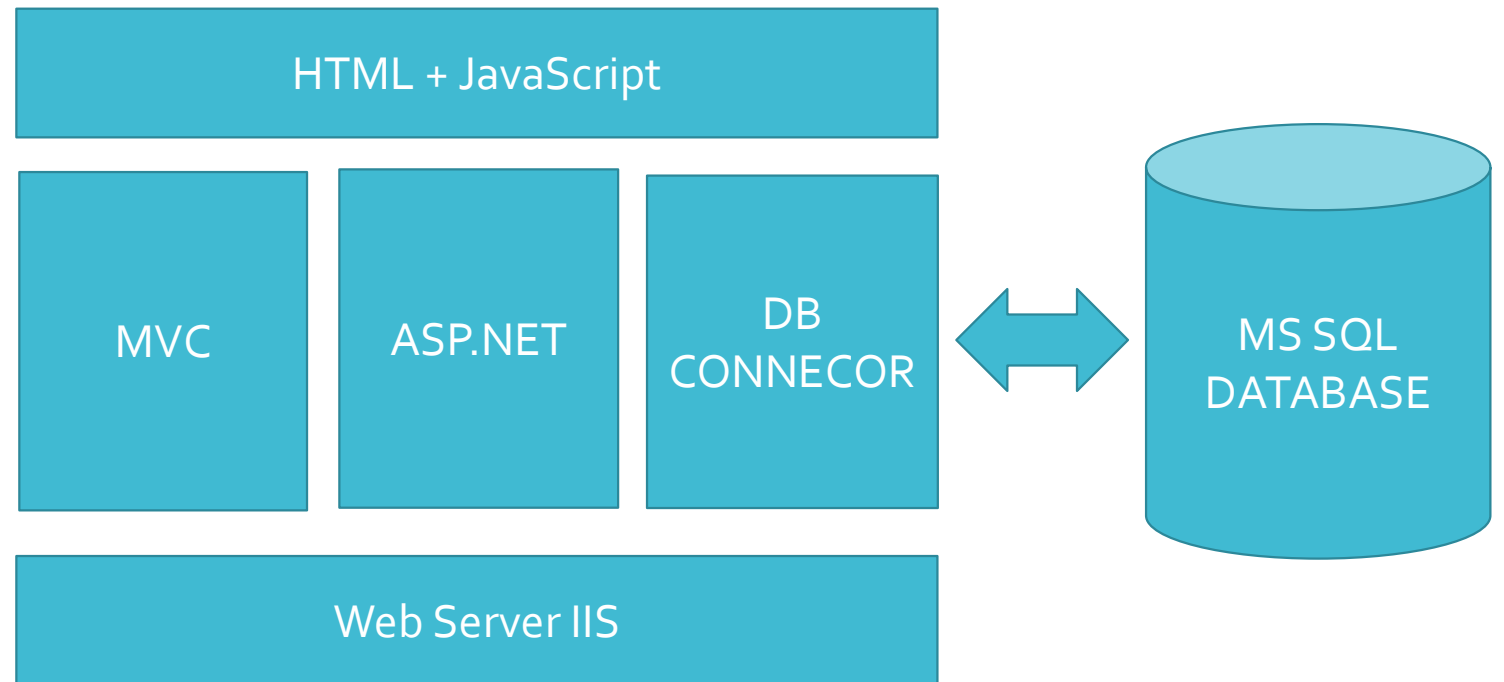 HTML + JavaScript
MVC
ASP.NET
DB
CONNECOR
MS SQL
DATABASE
Web Server IIS